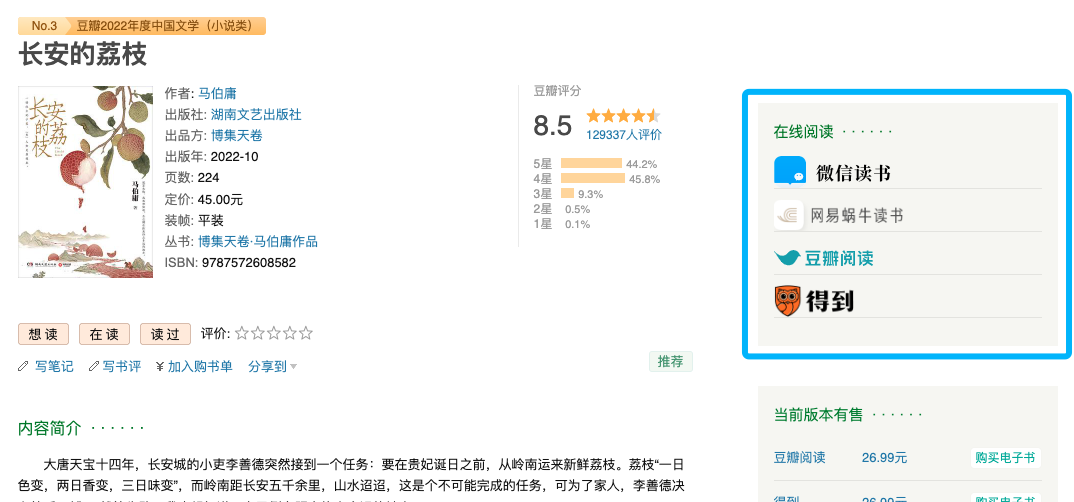 No.3 豆瓣2022年度中国文学（小说类）
长安的荔枝
长安的荔枝
马伯庸
作者: 马伯庸
出版社: 湖南文艺出版社
出品方: 博集天卷
出版年: 2022-10
页数: 224
定价: 45.00元
装帧: 平装
丛书: 博集天卷·马伯庸作品
ISBN: 9787572608582
豆瓣评分
8.5
129337人评价
5星 44.2%
4星 45.8%
3星 9.3%
2星 0.5%
1星 0.1%
想读 在读 读过 评价:
写笔记 写书评 ¥ 加入购书单 分享到
推荐
内容简介 · · · · · ·
大唐天宝十四年，长安城的小吏李善德突然接到一个任务：要在贵妃诞日之前，从岭南运来新鲜荔枝。荔枝“一日
色变，两日香变，三日味变”，而岭南距长安五千余里，山水迢迢，这是个不可能完成的任务，可为了家人，李善德决
在线阅读 · · · · · ·
微信读书
网易蜗牛读书
豆瓣阅读
得到
当前版本有售 · · · · · ·
豆瓣阅读 26.99元 购买电子书